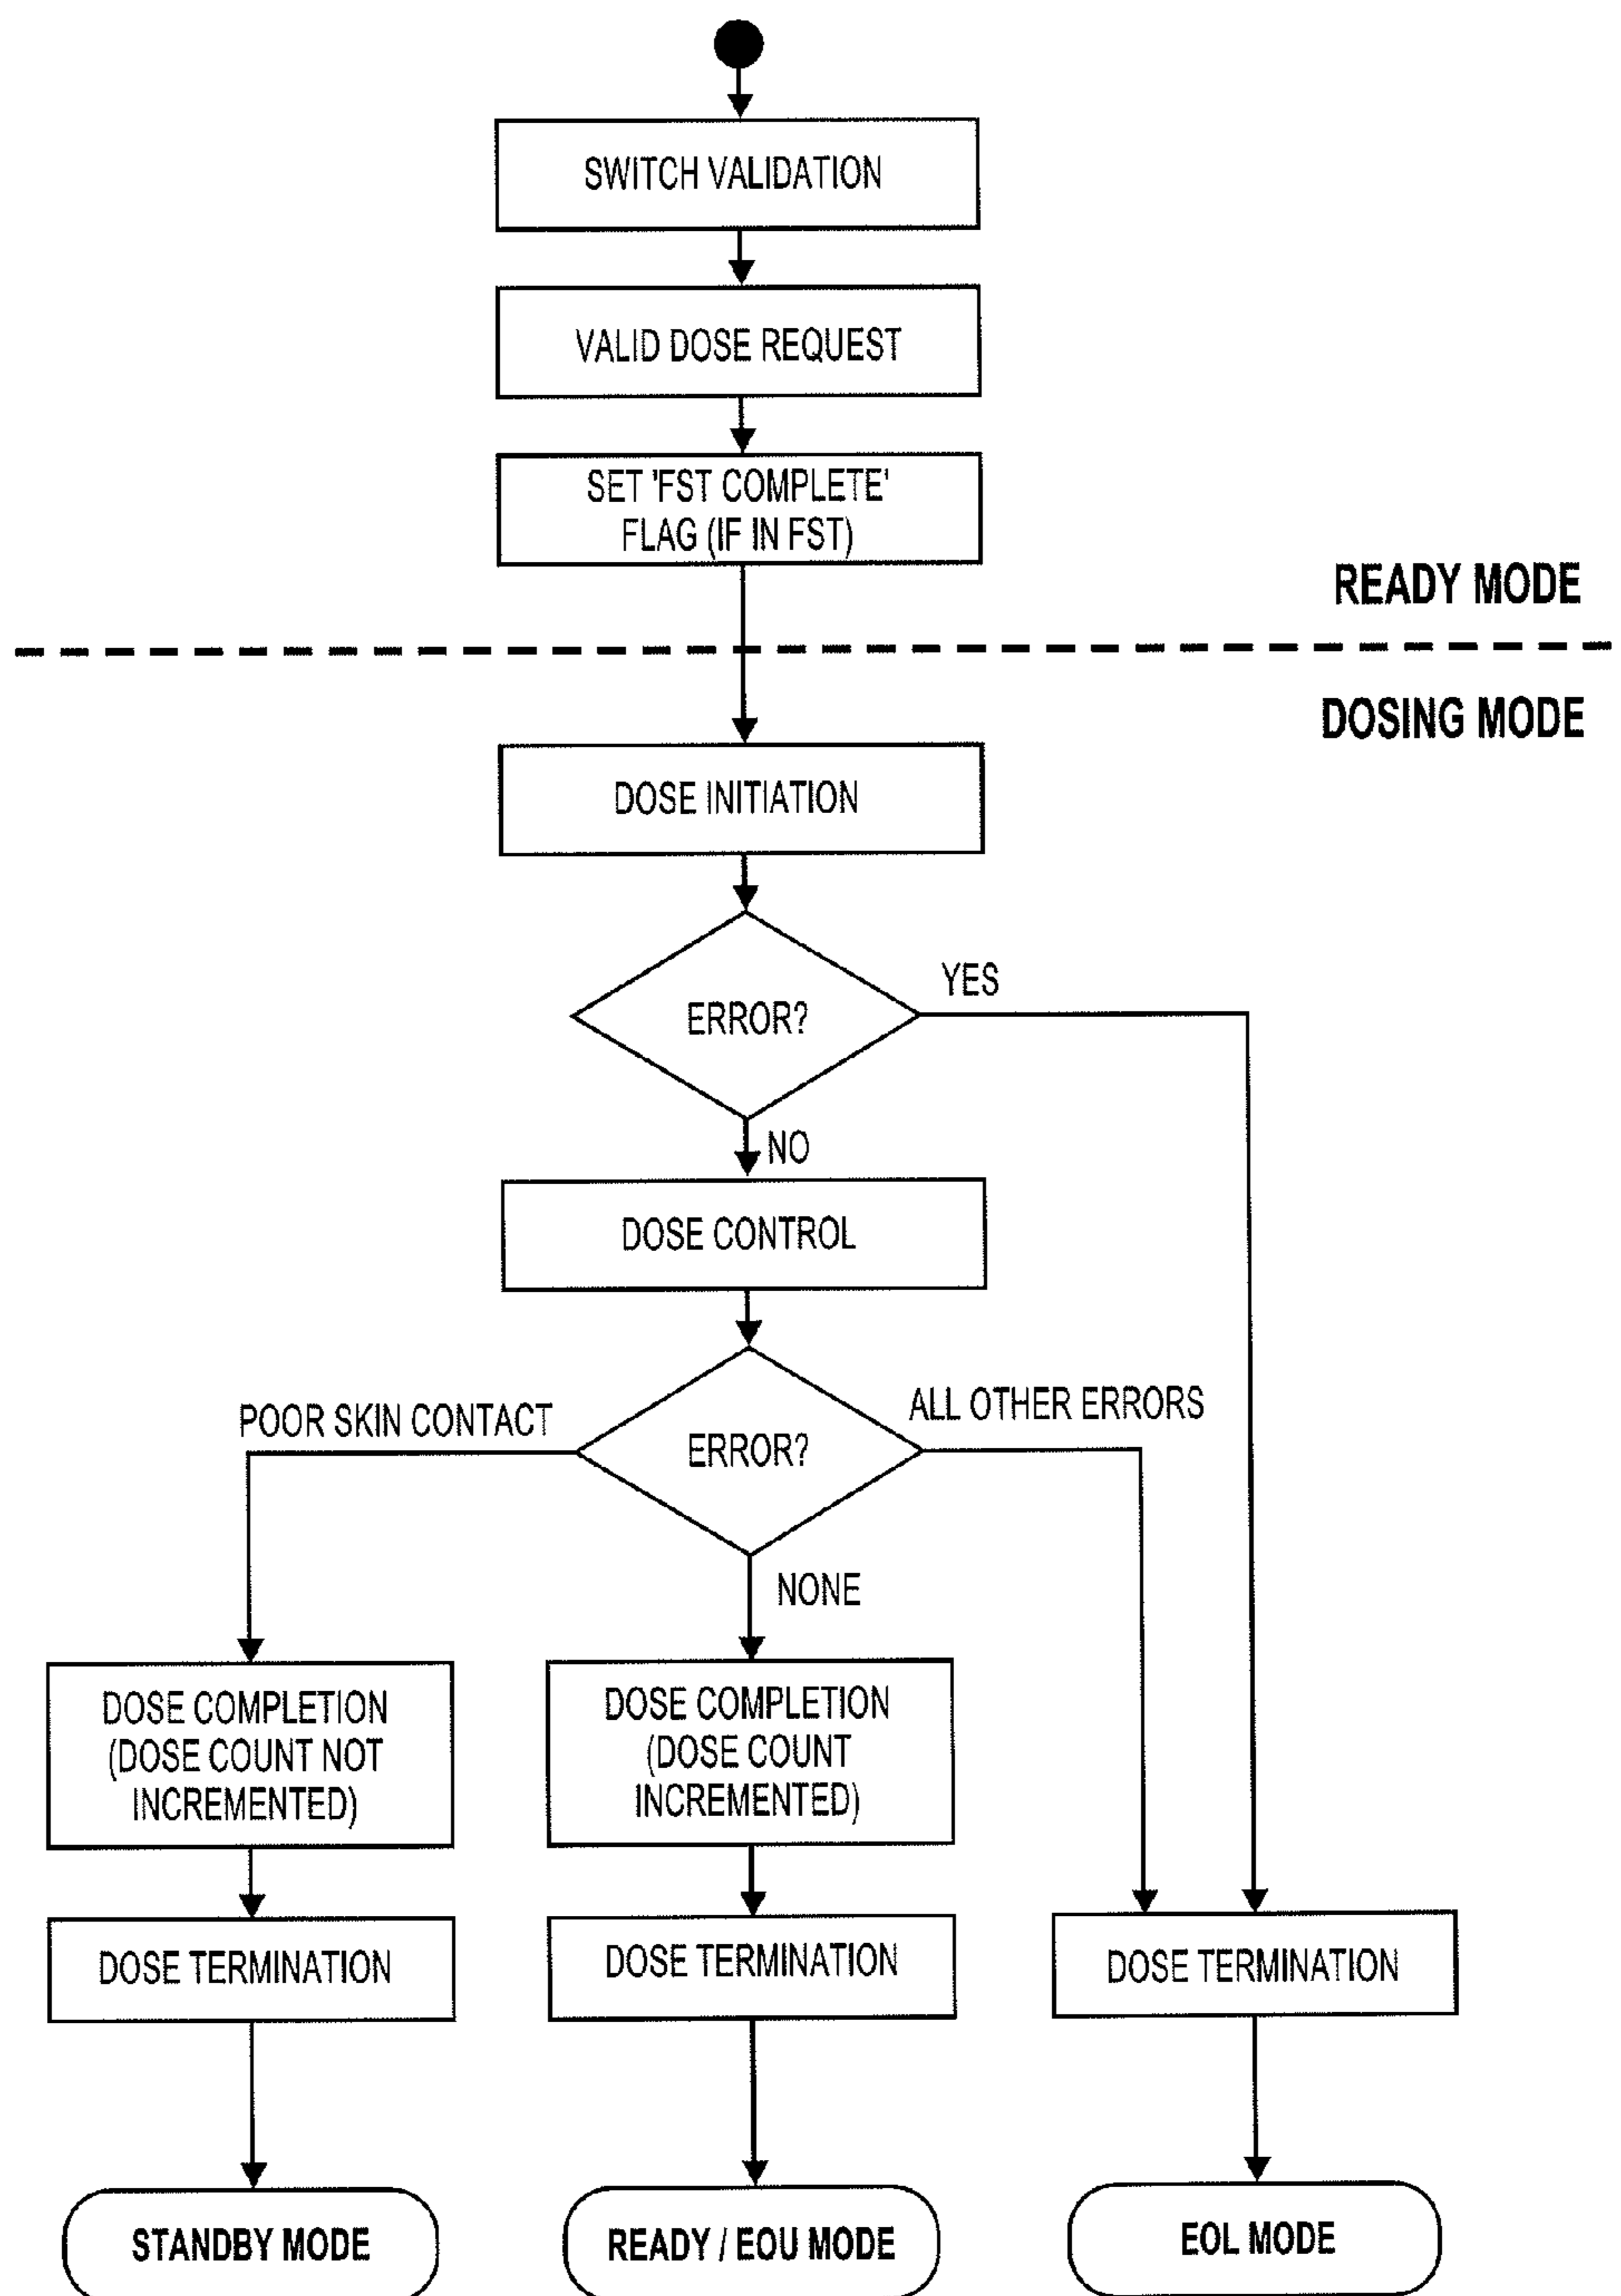 SWITCH VALIDATION
VALID DOSE REQUEST
SET 'FST COMPLETE'
FLAG (IF IN FST)
READY MODE
DOSING MODE
DOSE INITIATION
YES
ERROR?
NO
DOSE CONTROL
POOR SKIN CONTACT
ALL OTHER ERRORS
ERROR?
NONE
DOSE COMPLETION
(DOSE COUNT NOT
INCREMENTED)
DOSE COMPLETION
(DOSE COUNT
INCREMENTED)
DOSE TERMINATION
DOSE TERMINATION
DOSE TERMINATION
STANDBY MODE
READY / EOU MODE
EOL MODE